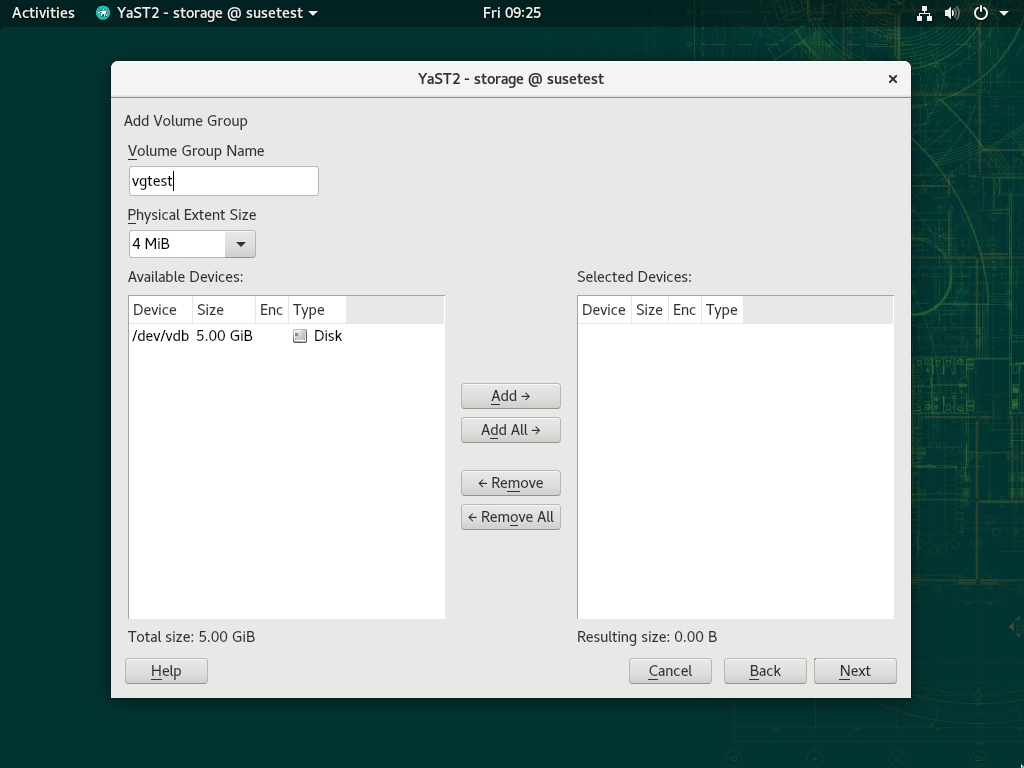 Activities YaST2 - storage @ susetest Fri 09:25
YaST2 - storage @ susetest
Add Volume Group
Volume Group Name
vgtest
Physical Extent Size
4 MiB
Available Devices: Selected Devices:
Device Size Enc Type Device Size Enc Type
/dev/vdb 5.00 GiB Disk
Add →
Add All →
← Remove
← Remove All
Total size: 5.00 GiB Resulting size: 0.00 B
Help Cancel Back Next